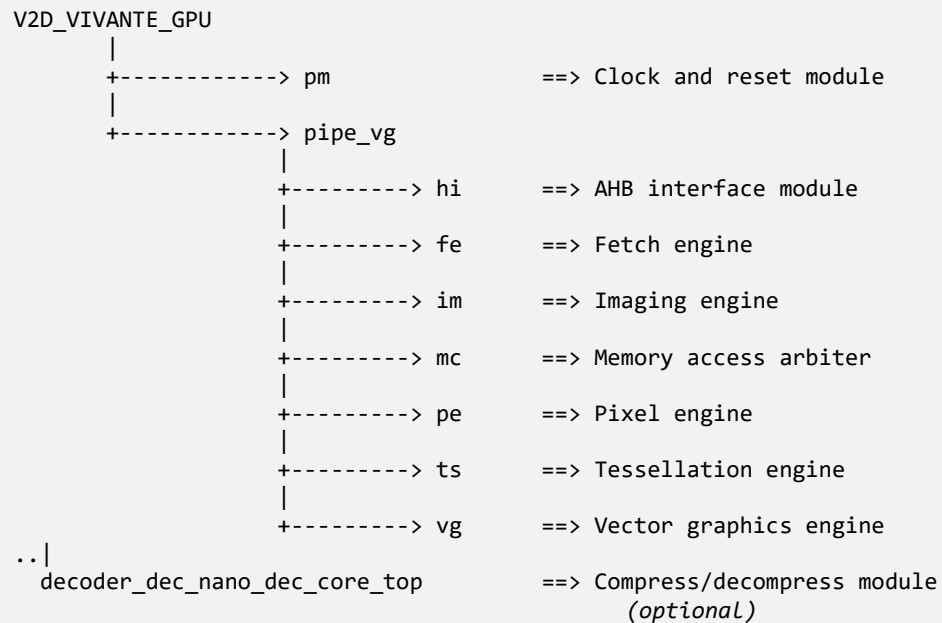 V2D_VIVANTE_GPU
       |
       +------------> pm               ==> Clock and reset module
       |
       +------------> pipe_vg
                    |
                    +---------> hi     ==> AHB interface module
                    |
                    +---------> fe     ==> Fetch engine
                    |
                    +---------> im     ==> Imaging engine
                    |
                    +---------> mc     ==> Memory access arbiter
                    |
                    +---------> pe     ==> Pixel engine
                    |
                    +---------> ts     ==> Tessellation engine
                    |
                    +---------> vg     ==> Vector graphics engine
..|
  decoder_dec_nano_dec_core_top        ==> Compress/decompress module
                                             (optional)